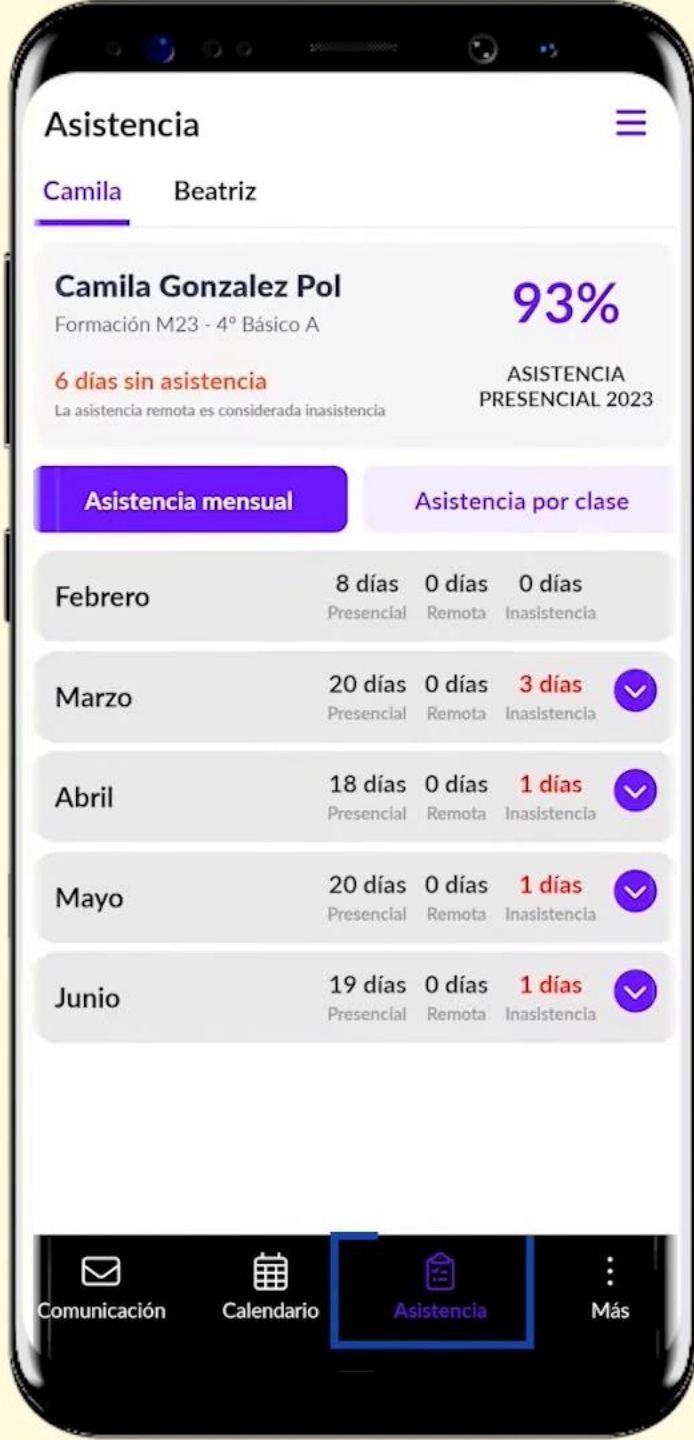 Asistencia
Camila Beatriz
Camila Gonzalez Pol
93%
Formación M23 - 4° Básico A
6 días sin asistencia
La asistencia remota es considerada inasistencia
ASISTENCIA
PRESENCIAL 2023
Asistencia mensual Asistencia por clase
Febrero 8 días 0 días 0 días
Presencial Remota Inasistencia
Marzo 20 días 0 días 3 días
Presencial Remota Inasistencia
Abril 18 días 0 días 1 días
Presencial Remota Inasistencia
Mayo 20 días 0 días 1 días
Presencial Remota Inasistencia
Junio 19 días 0 días 1 días
Presencial Remota Inasistencia
Comunicación Calendario Asistencia Más